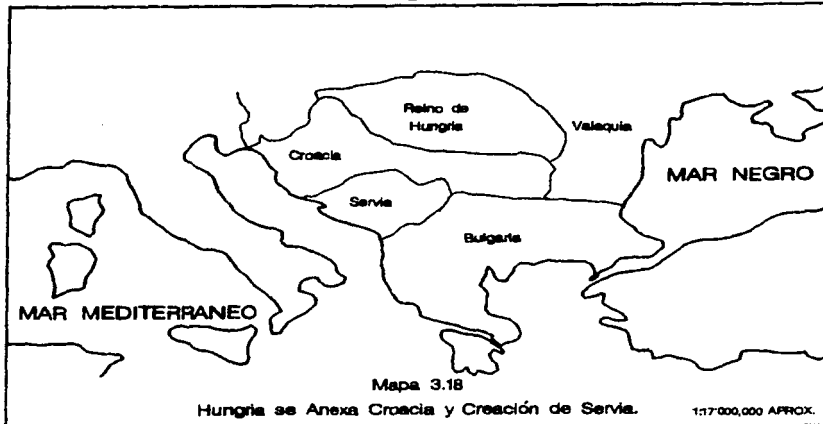 Reino de
Hungria
Valaquia
Croacia
MAR NEGRO
Servia
Bulgaria
MAR MEDITERRANEO
Mapa 3.18
Hungria se Anexa Croacia y Creación de Servia.
1:17'000,000 APROX.